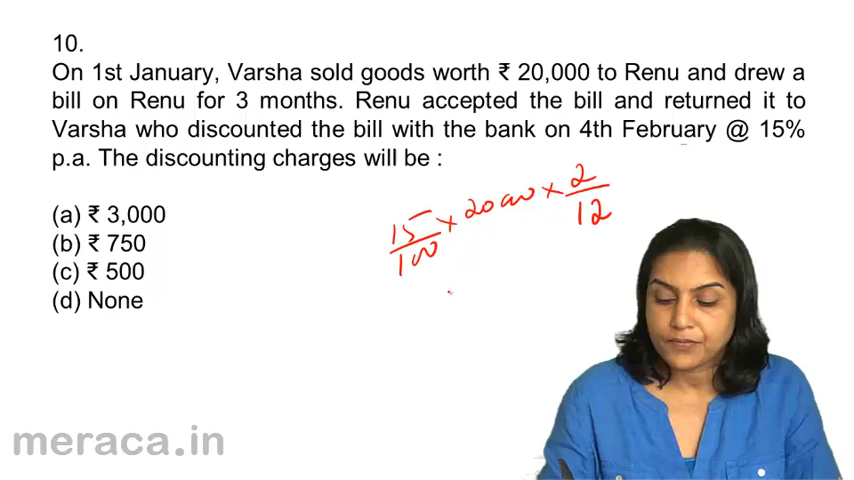 10.
On 1st January, Varsha sold goods worth ₹ 20,000 to Renu and drew a
bill on Renu for 3 months. Renu accepted the bill and returned it to
Varsha who discounted the bill with the bank on 4th February @ 15%
p.a. The discounting charges will be :
(a) ₹ 3,000
(b) ₹ 750
(c) ₹ 500
(d) None
15/100 × 20000 × 2/12
meraca.in